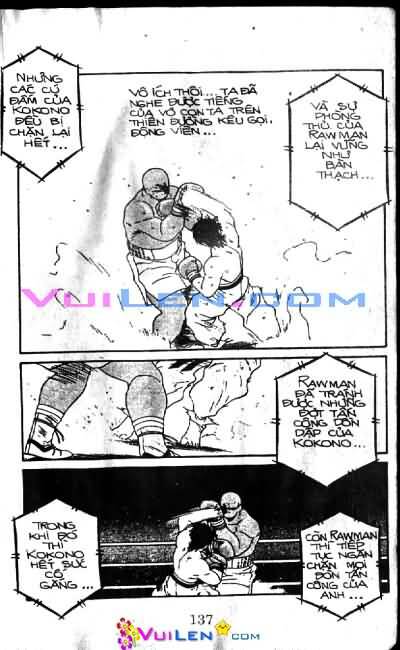 NHƯNG
CÁC CÚ
ĐẤM CỦA
KOKONO
ĐỀU BỊ
CHẶN LẠI
HẾT...
VÔ ÍCH THÔI... TA ĐÃ
NGHE ĐƯỢC TIẾNG
CỦA VỢ CON TA TRÊN
THIÊN ĐƯỜNG KÊU GỌI,
ĐỘNG VIÊN...
VÀ SỰ
PHÒNG
THỦ CỦA
RAWMAN
LẠI VỮNG
NHƯ
BÀN
THẠCH...
VUILEN.COM
RAWMAN
ĐÃ TRÁNH
ĐƯỢC NHỮNG
ĐỢT TẤN
CÔNG DỒN
DẬP CỦA
KOKONO...
TRONG
KHI ĐÓ
THÌ
KOKONO
HẾT SỨC
CỐ
GẮNG...
CÒN RAWMAN
THÌ TIẾP
TỤC NGĂN
CHẶN MỌI
ĐÒN TẤN
CÔNG CỦA
ANH...
137
VUILEN.COM